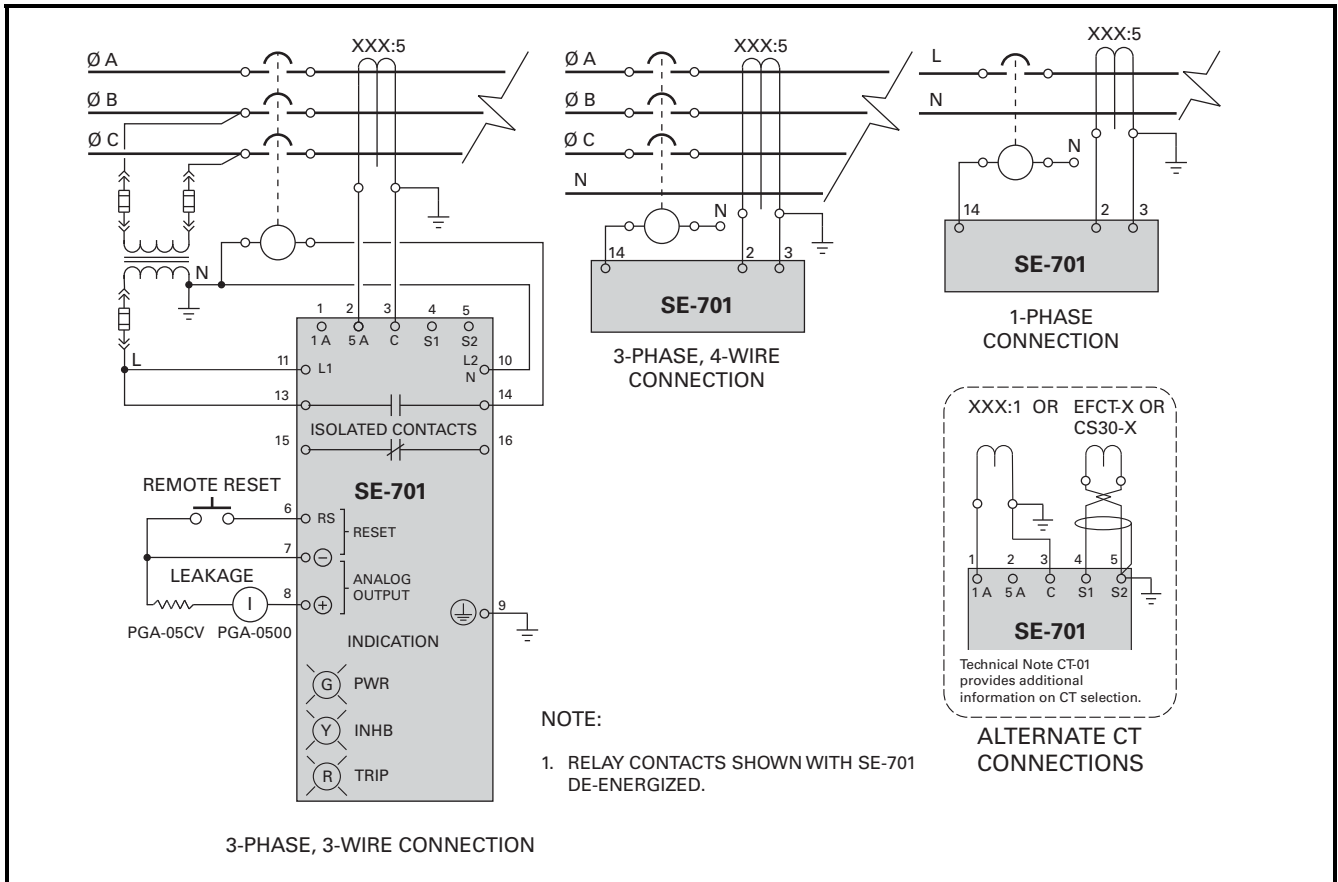 XXX:5
Ø A
Ø B
Ø C
N
L
1 2 3 4 5
1 A 5 A C S1 S2
11 L1
L2 10
N
13 14
ISOLATED CONTACTS
15 16
SE-701
REMOTE RESET
6 RS
RESET
7 −
LEAKAGE
ANALOG
OUTPUT
I 8 +
PGA-05CV PGA-0500
9
INDICATION
G PWR
Y INHB
R TRIP
3-PHASE, 3-WIRE CONNECTION
XXX:5
Ø A
Ø B
Ø C
N
N
14 2 3
SE-701
3-PHASE, 4-WIRE
CONNECTION
XXX:5
L
N
N
14 2 3
SE-701
1-PHASE
CONNECTION
XXX:1 OR EFCT-X OR
CS30-X
1 2 3 4 5
1 A 5 A C S1 S2
SE-701
Technical Note CT-01
provides additional
information on CT selection.
ALTERNATE CT
CONNECTIONS
NOTE:
1. RELAY CONTACTS SHOWN WITH SE-701
DE-ENERGIZED.